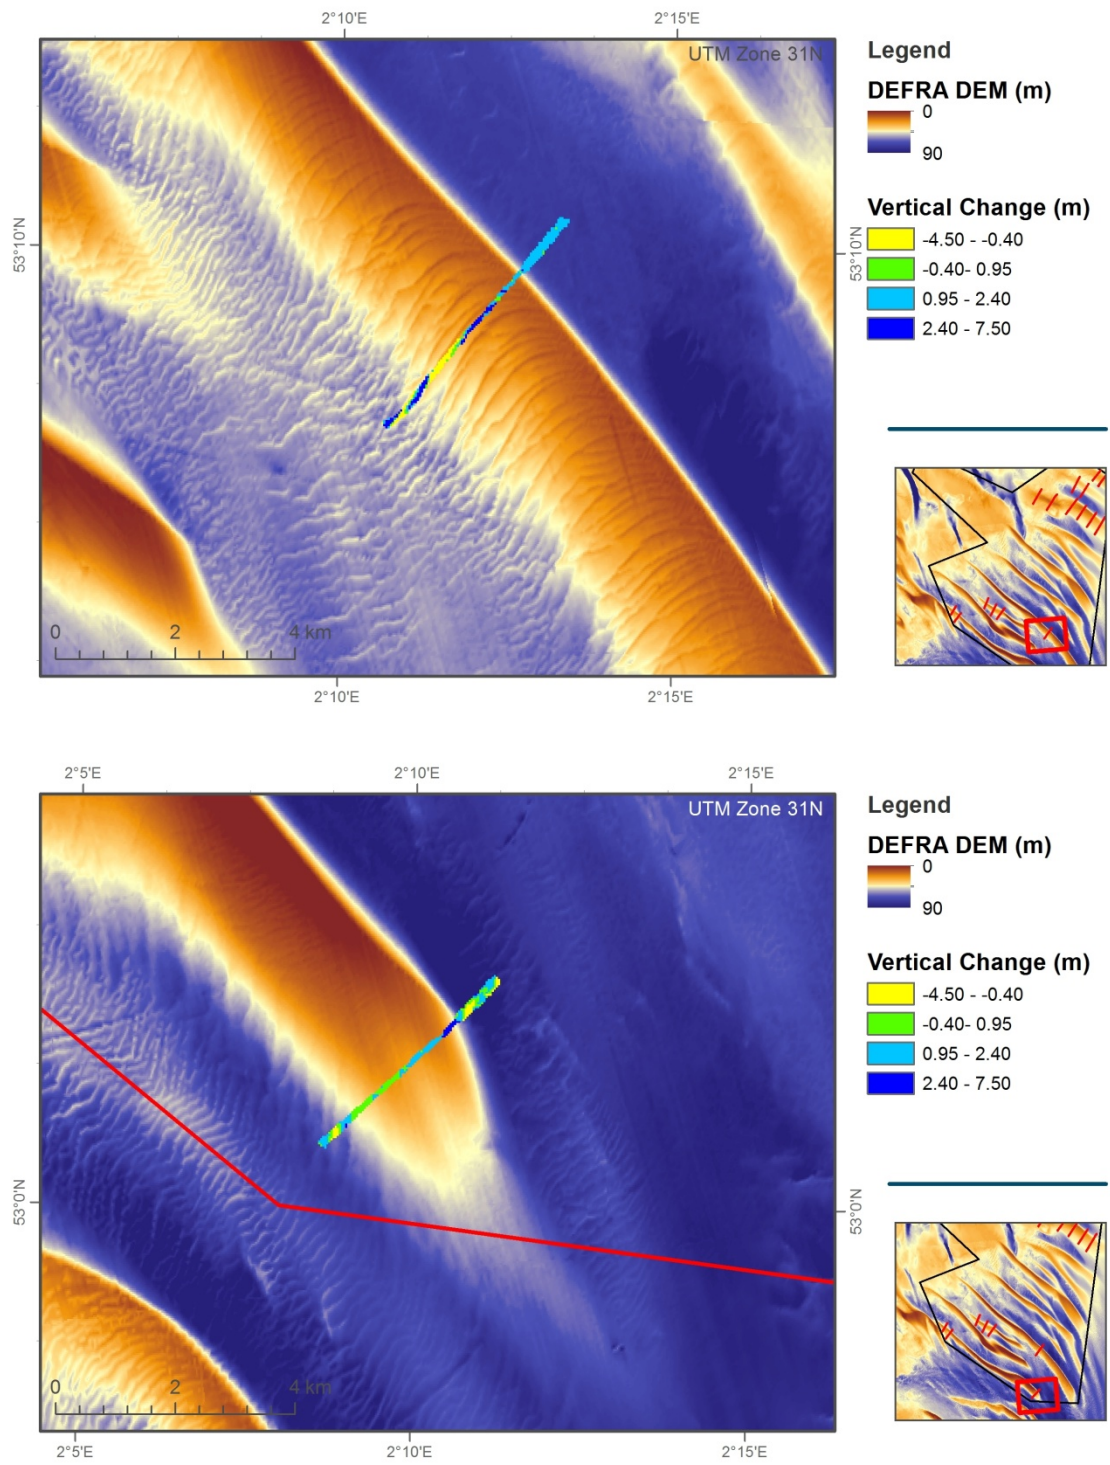 2°10'E 2°15'E
UTM Zone 31N
53°10'N
53°10'N
0 2 4 km
2°10'E 2°15'E
Legend
DEFRA DEM (m)
0
90
Vertical Change (m)
-4.50 - -0.40
-0.40- 0.95
0.95 - 2.40
2.40 - 7.50
2°5'E 2°10'E 2°15'E
UTM Zone 31N
53°0'N
53°0'N
0 2 4 km
2°5'E 2°10'E 2°15'E
Legend
DEFRA DEM (m)
0
90
Vertical Change (m)
-4.50 - -0.40
-0.40- 0.95
0.95 - 2.40
2.40 - 7.50